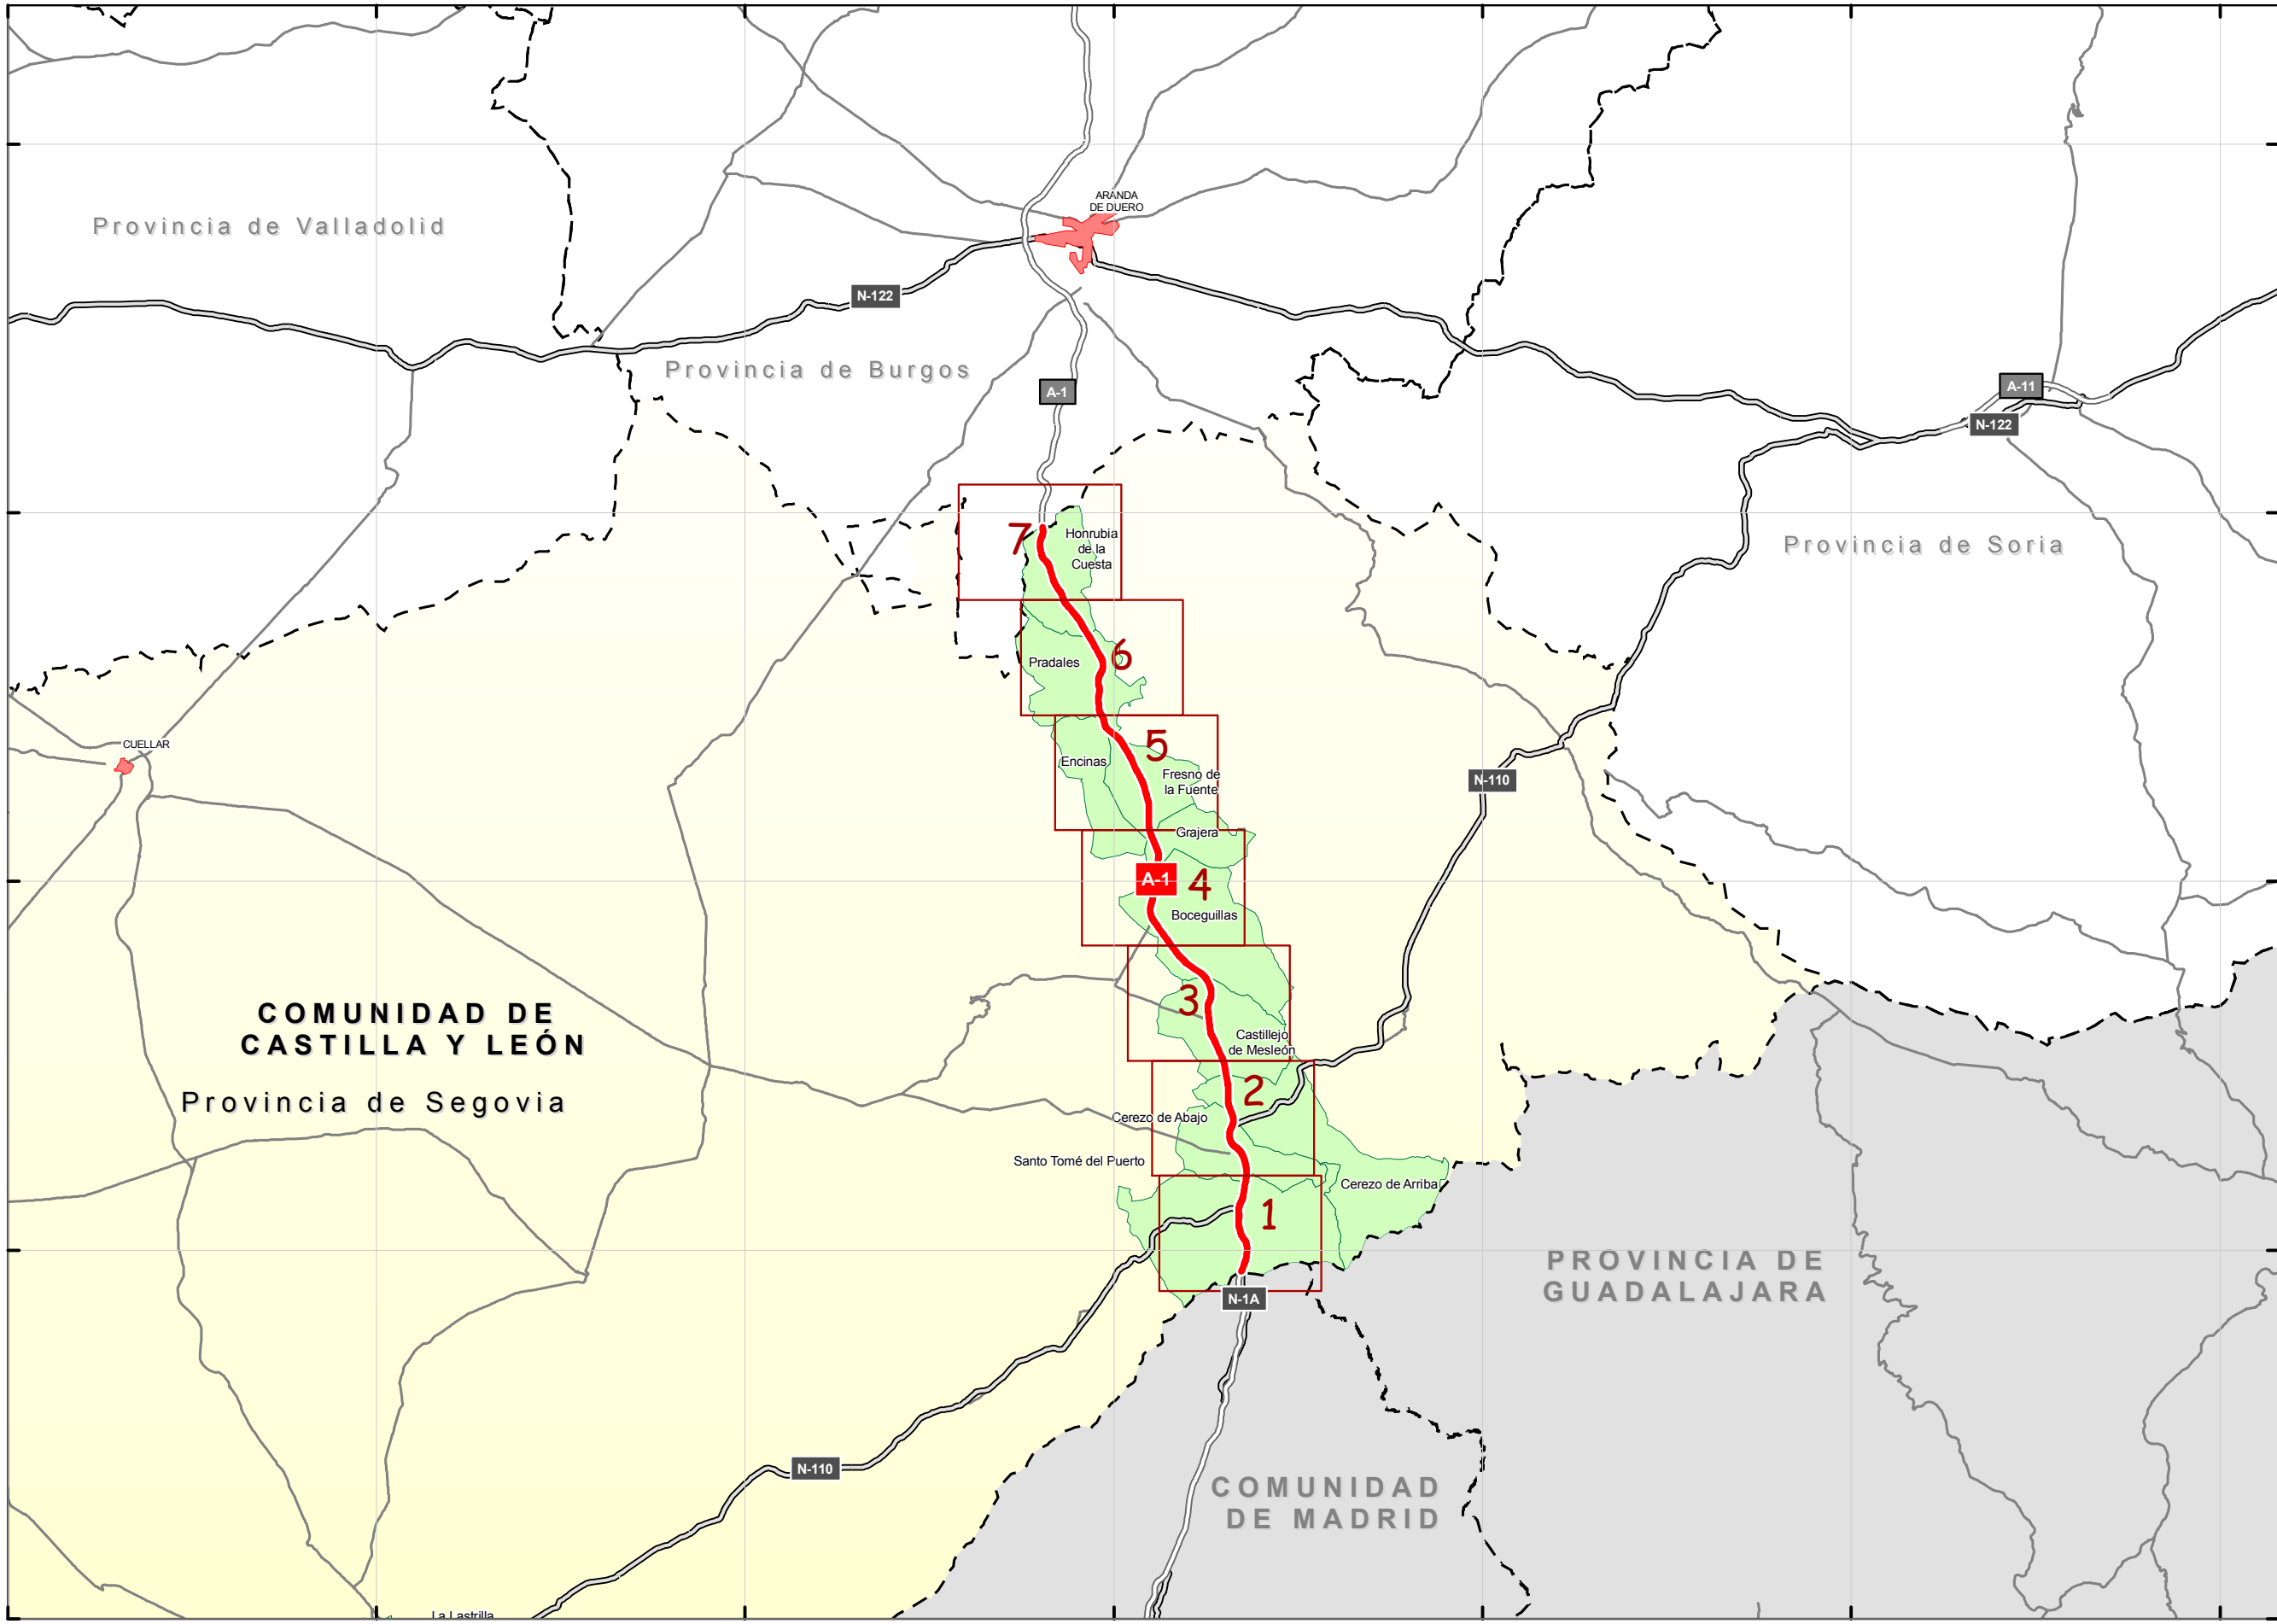 ARANDA
DE DUERO
Provincia de Valladolid
N-122
Provincia de Burgos
A-1
A-11
N-122
7
Honrubia
de la
Cuesta
Provincia de Soria
6
Pradales
CUELLAR
5
Encinas
Fresno de
la Fuente
N-110
Grajera
A-1
4
Boceguillas
3
COMUNIDAD DE
CASTILLA Y LEÓN
Castillejo
de Mesleón
2
Provincia de Segovia
Cerezo de Abajo
Santo Tomé del Puerto
Cerezo de Arriba
1
PROVINCIA DE
GUADALAJARA
N-1A
N-110
COMUNIDAD
DE MADRID
La Lastrilla